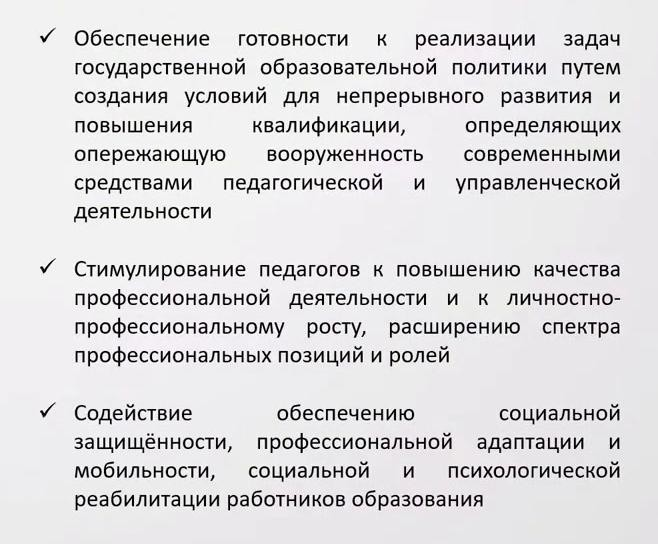 ✓ Обеспечение готовности к реализации задач
государственной образовательной политики путем
создания условий для непрерывного развития и
повышения квалификации, определяющих
опережающую вооруженность современными
средствами педагогической и управленческой
деятельности
✓ Стимулирование педагогов к повышению качества
профессиональной деятельности и к личностно-
профессиональному росту, расширению спектра
профессиональных позиций и ролей
✓ Содействие обеспечению социальной
защищённости, профессиональной адаптации и
мобильности, социальной и психологической
реабилитации работников образования